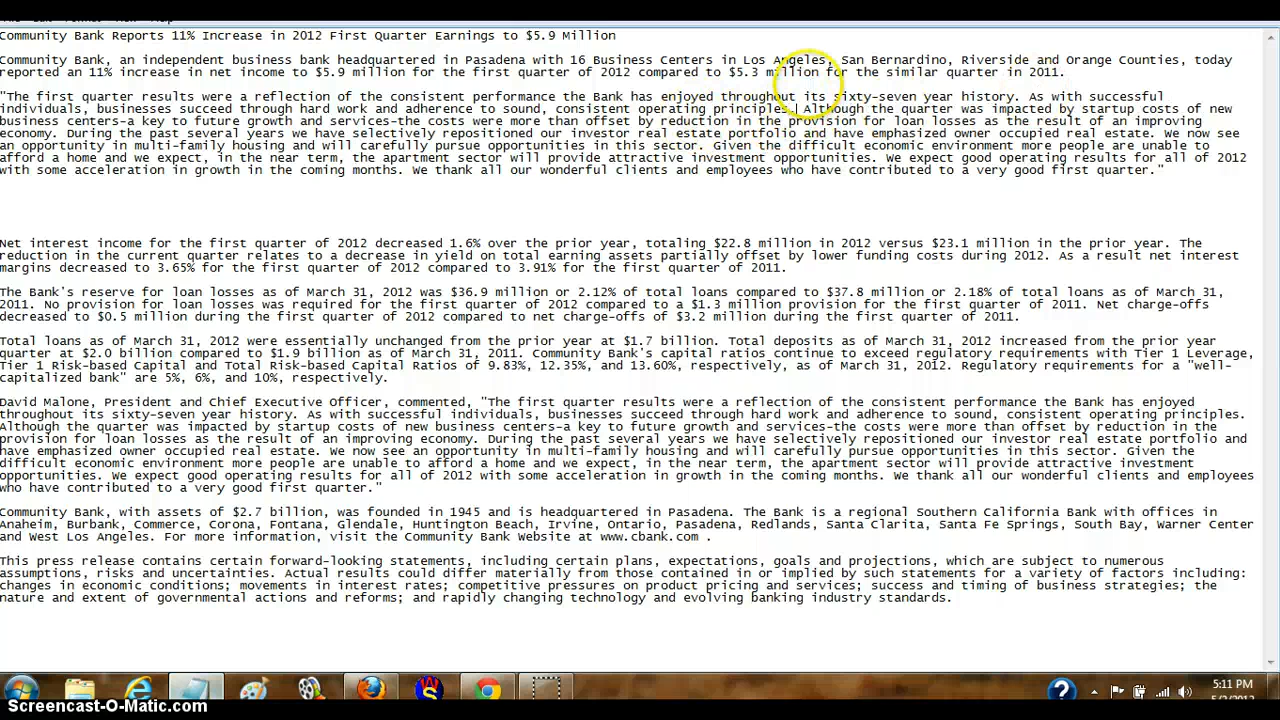 Community Bank Reports 11% Increase in 2012 First Quarter Earnings to $5.9 Million
Community Bank, an independent business bank headquartered in Pasadena with 16 Business Centers in Los Angeles, San Bernardino, Riverside and Orange Counties, today
reported an 11% increase in net income to $5.9 million for the first quarter of 2012 compared to $5.3 million for the similar quarter in 2011.
"The first quarter results were a reflection of the consistent performance the Bank has enjoyed throughout its sixty-seven year history. As with successful
individuals, businesses succeed through hard work and adherence to sound, consistent operating principles. Although the quarter was impacted by startup costs of new
business centers-a key to future growth and services-the costs were more than offset by reduction in the provision for loan losses as the result of an improving
economy. During the past several years we have selectively repositioned our investor real estate portfolio and have emphasized owner occupied real estate. We now see
an opportunity in multi-family housing and will carefully pursue opportunities in this sector. Given the difficult economic environment more people are unable to
afford a home and we expect, in the near term, the apartment sector will provide attractive investment opportunities. We expect good operating results for all of 2012
with some acceleration in growth in the coming months. We thank all our wonderful clients and employees who have contributed to a very good first quarter."
Net interest income for the first quarter of 2012 decreased 1.6% over the prior year, totaling $22.8 million in 2012 versus $23.1 million in the prior year. The
reduction in the current quarter relates to a decrease in yield on total earning assets partially offset by lower funding costs during 2012. As a result net interest
margins decreased to 3.65% for the first quarter of 2012 compared to 3.91% for the first quarter of 2011.
The Bank's reserve for loan losses as of March 31, 2012 was $36.9 million or 2.12% of total loans compared to $37.8 million or 2.18% of total loans as of March 31,
2011. No provision for loan losses was required for the first quarter of 2012 compared to a $1.3 million provision for the first quarter of 2011. Net charge-offs
decreased to $0.5 million during the first quarter of 2012 compared to net charge-offs of $3.2 million during the first quarter of 2011.
Total loans as of March 31, 2012 were essentially unchanged from the prior year at $1.7 billion. Total deposits as of March 31, 2012 increased from the prior year
quarter at $2.0 billion compared to $1.9 billion as of March 31, 2011. Community Bank's capital ratios continue to exceed regulatory requirements with Tier 1 Leverage,
Tier 1 Risk-based Capital and Total Risk-based Capital Ratios of 9.83%, 12.35%, and 13.60%, respectively, as of March 31, 2012. Regulatory requirements for a "well-
capitalized bank" are 5%, 6%, and 10%, respectively.
David Malone, President and Chief Executive Officer, commented, "The first quarter results were a reflection of the consistent performance the Bank has enjoyed
throughout its sixty-seven year history. As with successful individuals, businesses succeed through hard work and adherence to sound, consistent operating principles.
Although the quarter was impacted by startup costs of new business centers-a key to future growth and services-the costs were more than offset by reduction in the
provision for loan losses as the result of an improving economy. During the past several years we have selectively repositioned our investor real estate portfolio and
have emphasized owner occupied real estate. We now see an opportunity in multi-family housing and will carefully pursue opportunities in this sector. Given the
difficult economic environment more people are unable to afford a home and we expect, in the near term, the apartment sector will provide attractive investment
opportunities. We expect good operating results for all of 2012 with some acceleration in growth in the coming months. We thank all our wonderful clients and employees
who have contributed to a very good first quarter."
Community Bank, with assets of $2.7 billion, was founded in 1945 and is headquartered in Pasadena. The Bank is a regional Southern California Bank with offices in
Anaheim, Burbank, Commerce, Corona, Fontana, Glendale, Huntington Beach, Irvine, Ontario, Pasadena, Redlands, Santa Clarita, Santa Fe Springs, South Bay, Warner Center
and West Los Angeles. For more information, visit the Community Bank Website at www.cbank.com .
This press release contains certain forward-looking statements, including certain plans, expectations, goals and projections, which are subject to numerous
assumptions, risks and uncertainties. Actual results could differ materially from those contained in or implied by such statements for a variety of factors including:
changes in economic conditions; movements in interest rates; competitive pressures on product pricing and services; success and timing of business strategies; the
nature and extent of governmental actions and reforms; and rapidly changing technology and evolving banking industry standards.
5:11 PM
Screencast-O-Matic.com